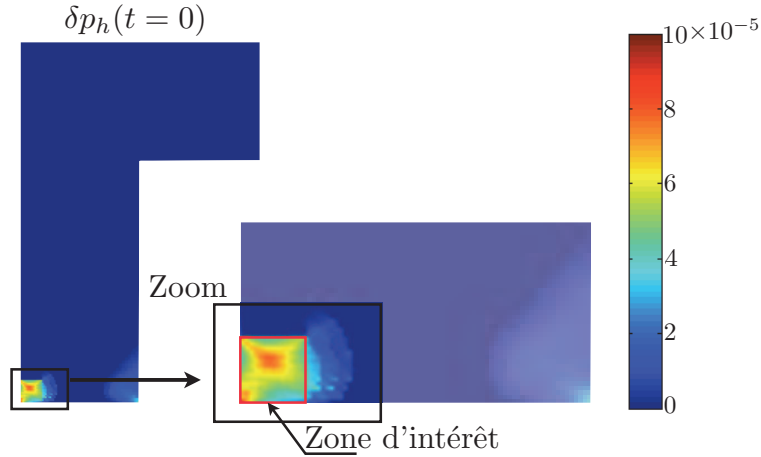 δp_h(t = 0)
10×10⁻⁵
8
6
4
2
0
Zoom
Zone d'intérêt